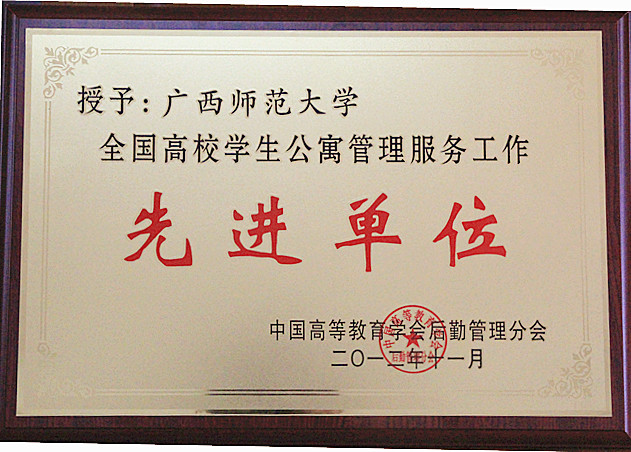 授予:广西师范大学
全国高校学生公寓管理服务工作
先进单位
中国高等教育学会后勤管理分会
二〇一二年十一月